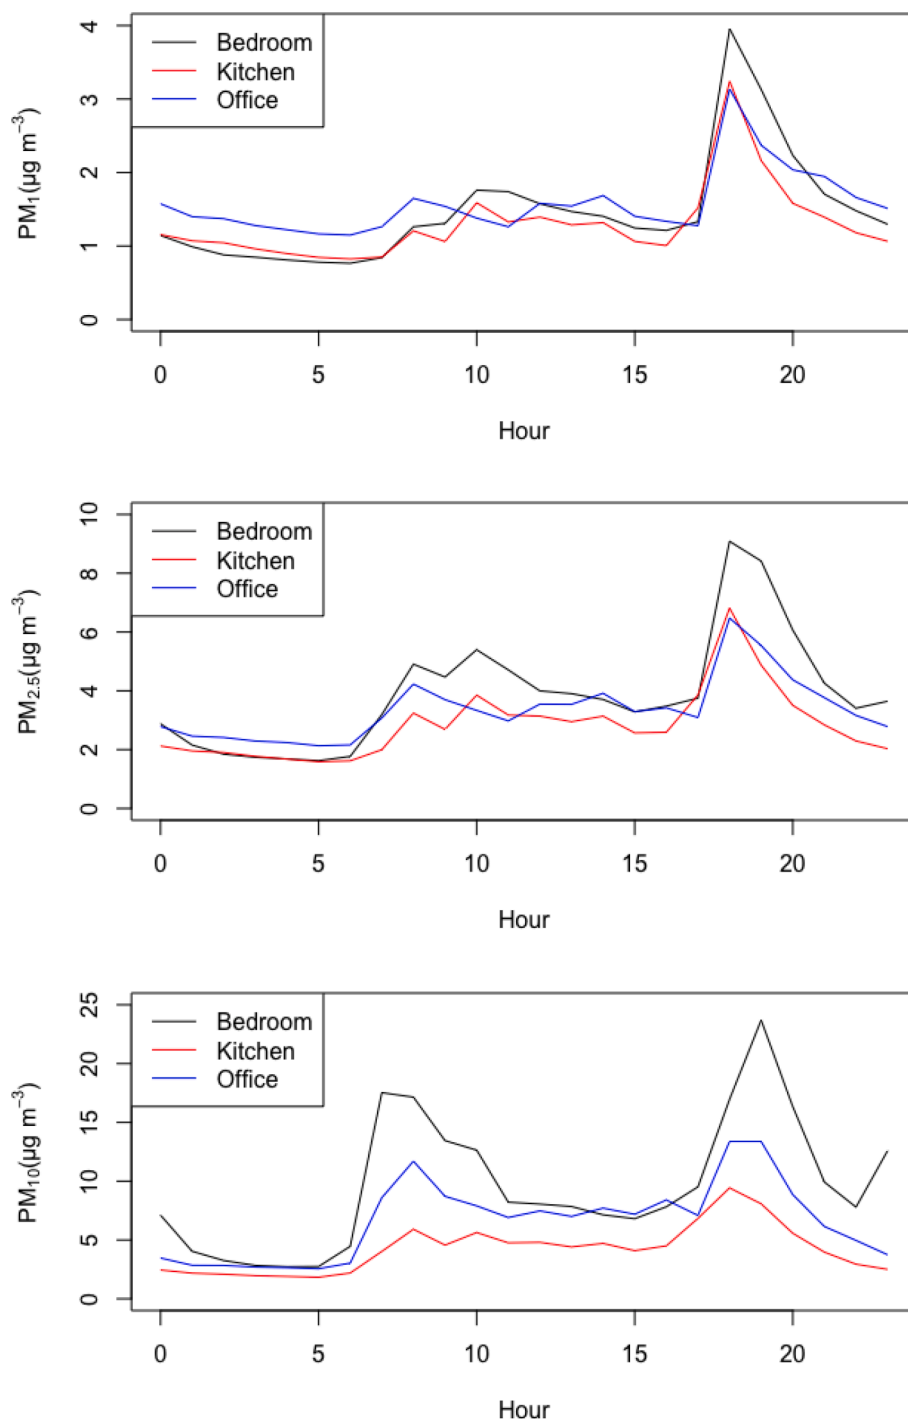 PM₁(µg m⁻³)
4
3
2
1
0
Bedroom
Kitchen
Office
0 5 10 15 20
Hour
PM₂.₅(µg m⁻³)
10
8
6
4
2
0
Bedroom
Kitchen
Office
0 5 10 15 20
Hour
PM₁₀(µg m⁻³)
25
20
15
10
5
0
Bedroom
Kitchen
Office
0 5 10 15 20
Hour